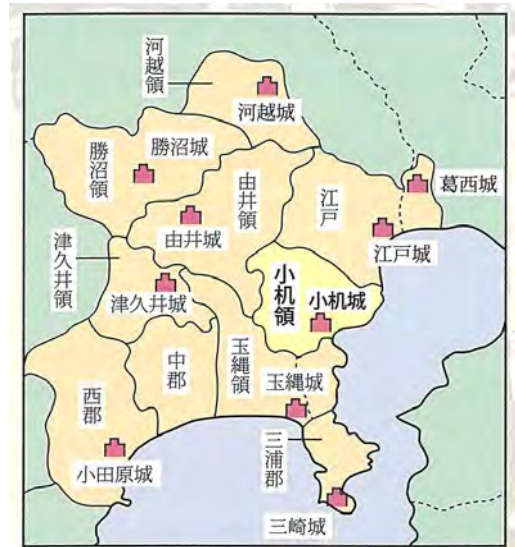 河越領
河越城
勝沼領
勝沼城
由井領
由井城
江戸
葛西城
江戸城
津久井領
津久井城
小机領
小机城
西郡
中郡
玉縄領
玉縄城
小田原城
三浦郡
三崎城